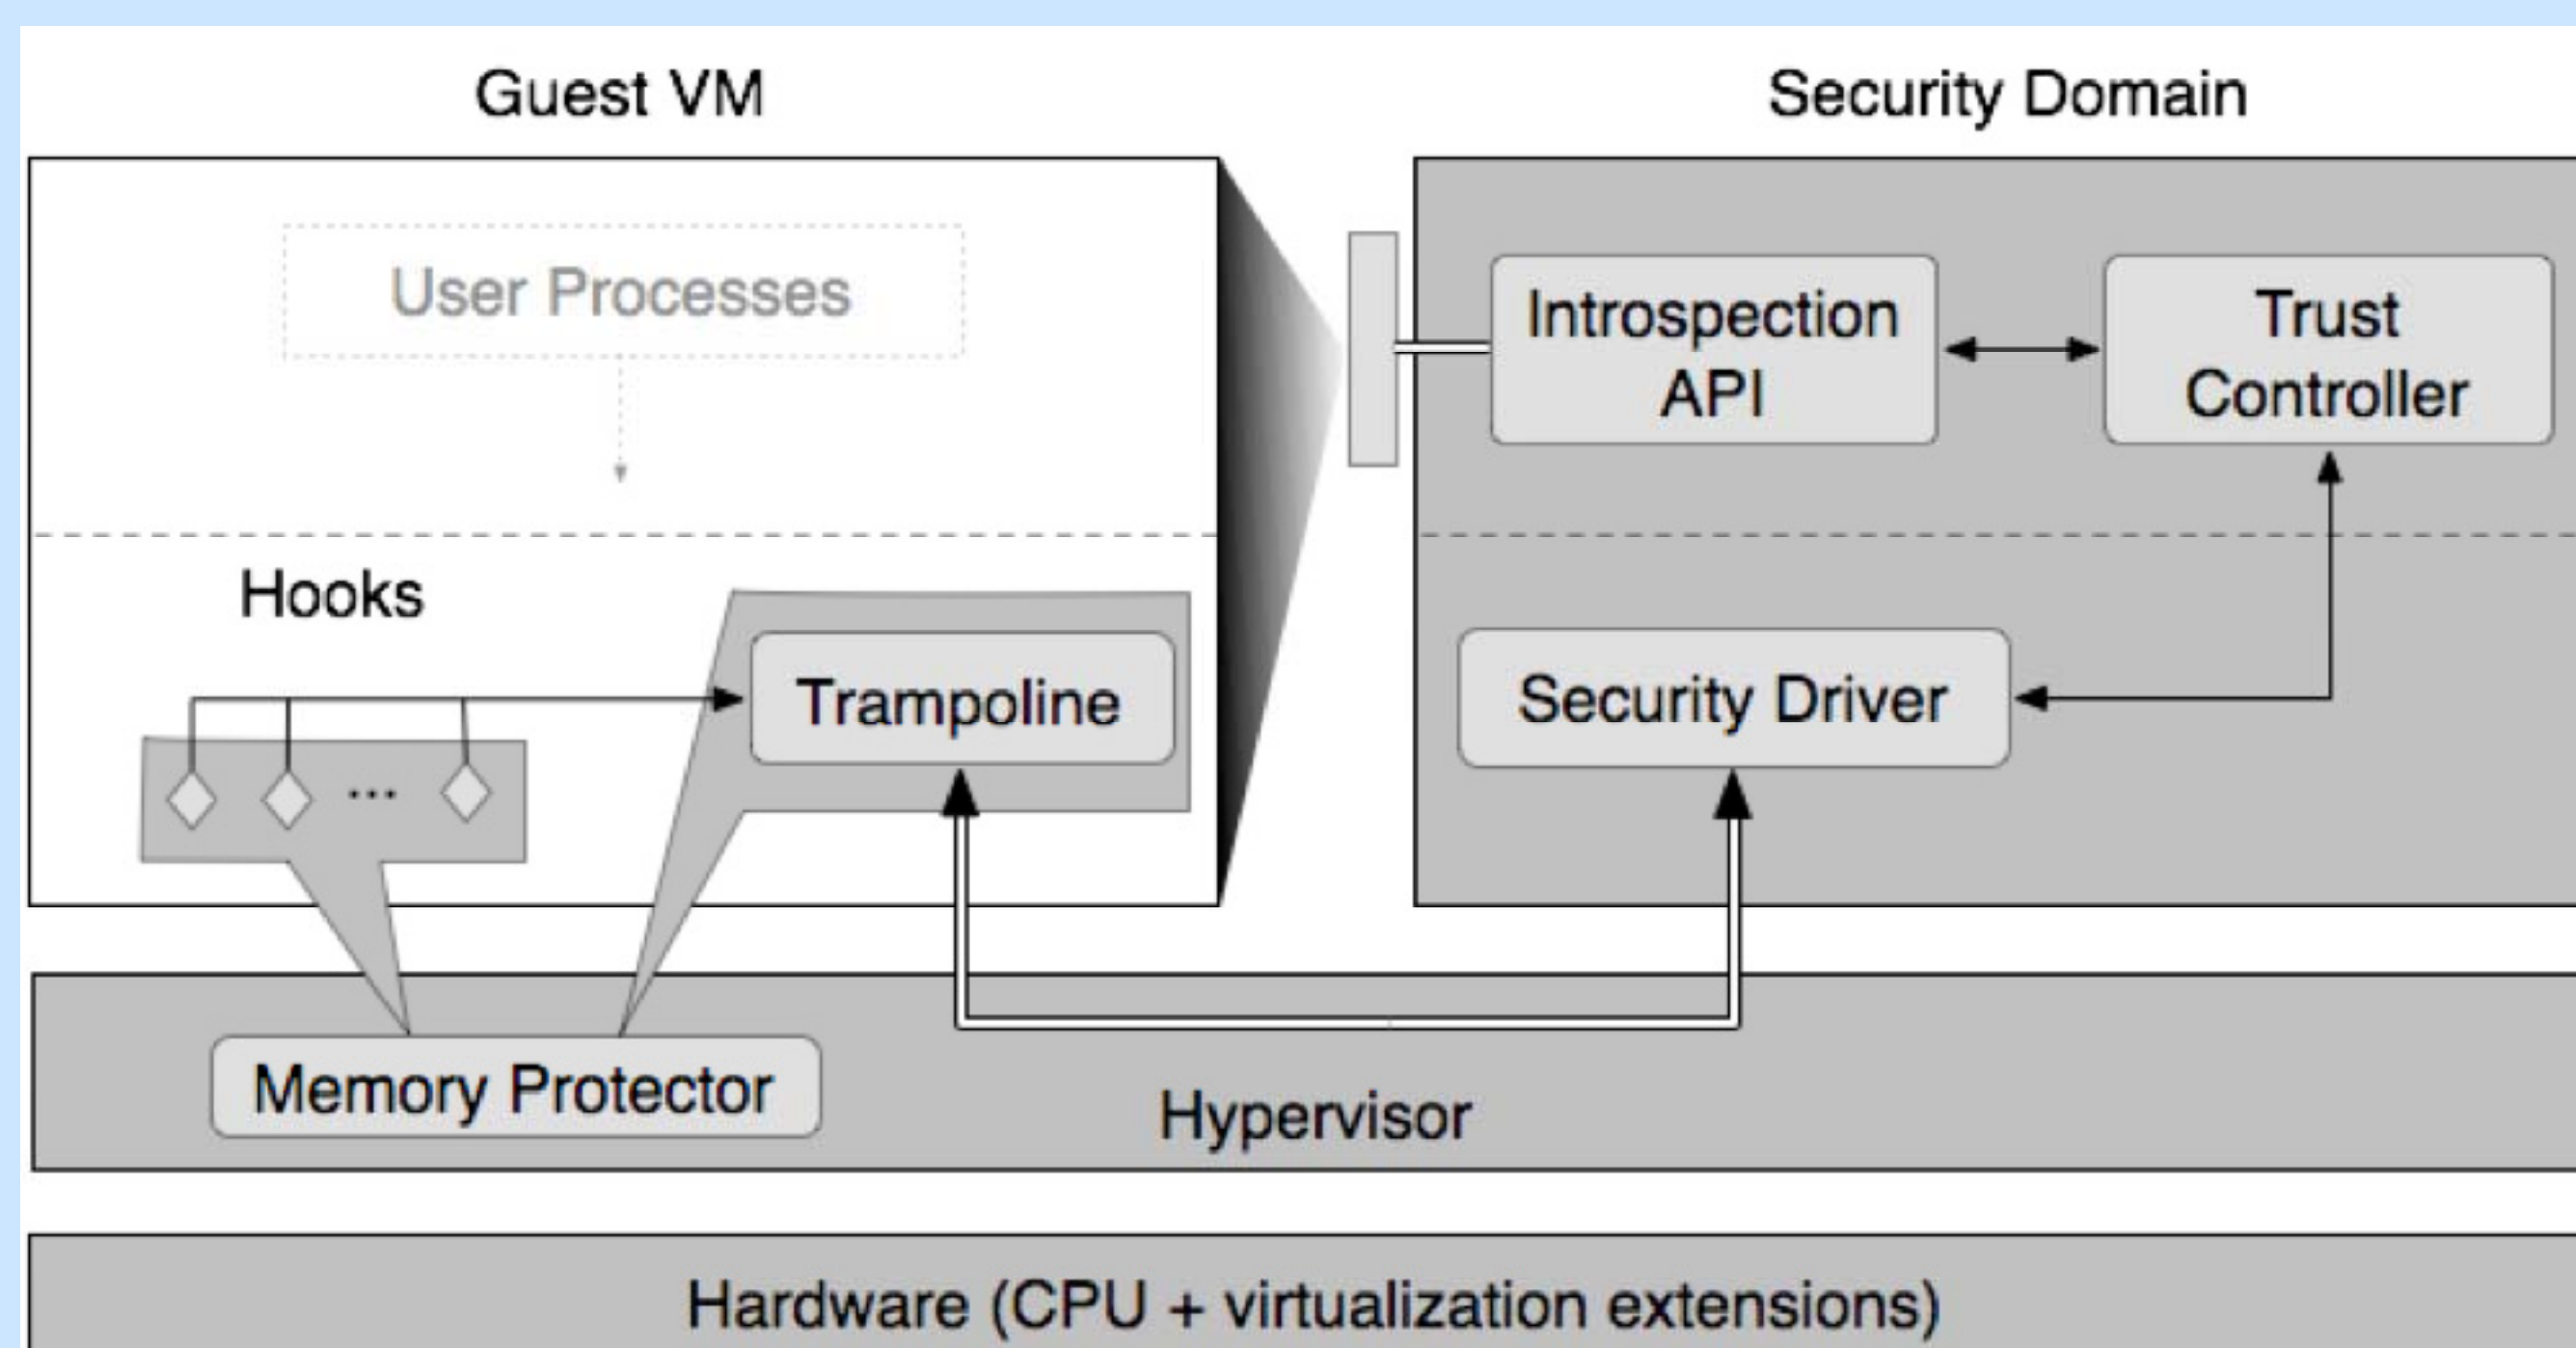 Guest VM
Security Domain
User Processes
Introspection
API
Trust
Controller
Hooks
...
Trampoline
Security Driver
Memory Protector
Hypervisor
Hardware (CPU + virtualization extensions)